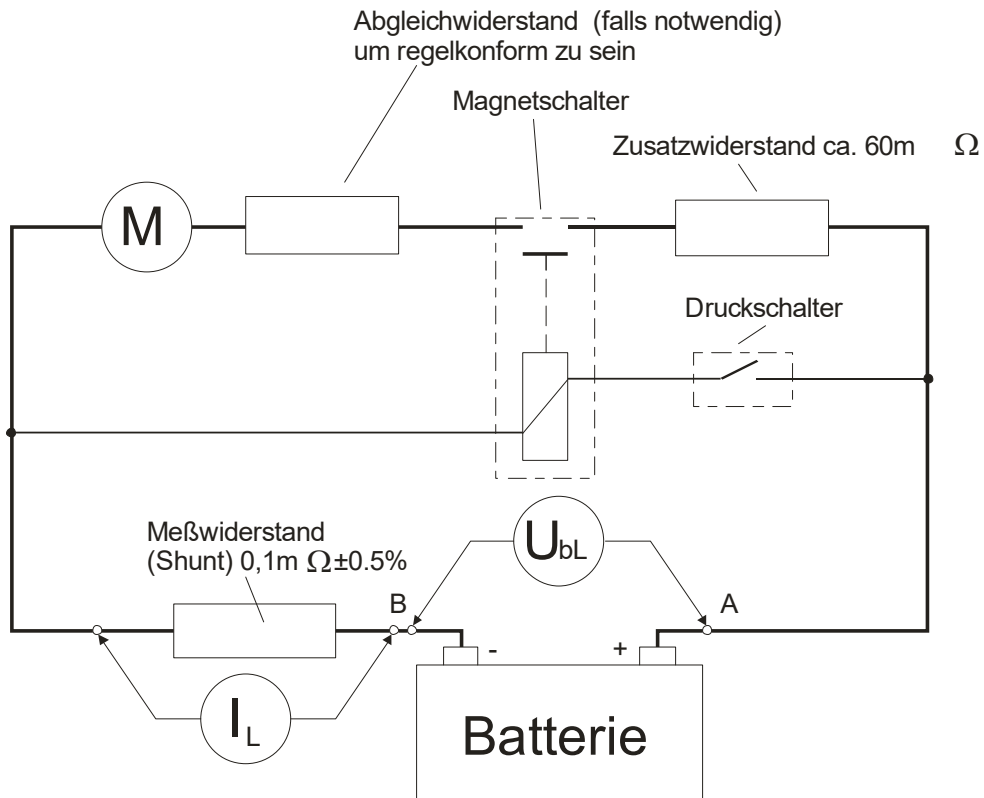 Abgleichwiderstand (falls notwendig)
um regelkonform zu sein
Magnetschalter
Zusatzwiderstand ca. 60m Ω
M
Druckschalter
Meßwiderstand
(Shunt) 0,1m Ω±0.5%
UbL
B
A
- +
IL
Batterie